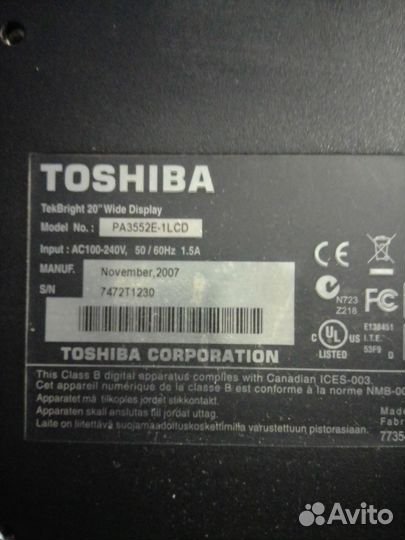 TOSHIBA
TekBright 20" Wide Display
Model No. : PA3552E-1LCD
Input : AC100-240V, 50 / 60Hz 1.5A
MANUF. November,2007
S/N 7472T1230
TOSHIBA CORPORATION
CE
N723
Z218
FC
C UL US
LISTED
E138451
I.T.E.
53F9 D
This Class B digital apparatus complies with Canadian ICES-003.
Cet appareil numérique de la classe B est conforme à la norme NMB-00
Apparatet må tilkoples jordet stikkontakt.
Apparaten skall anslutas till jordat uttag.
Laite on liitettävä suojamaadoituskoskettimilla varustettuun pistorasiaan.
Made
Fabr
7735
Avito